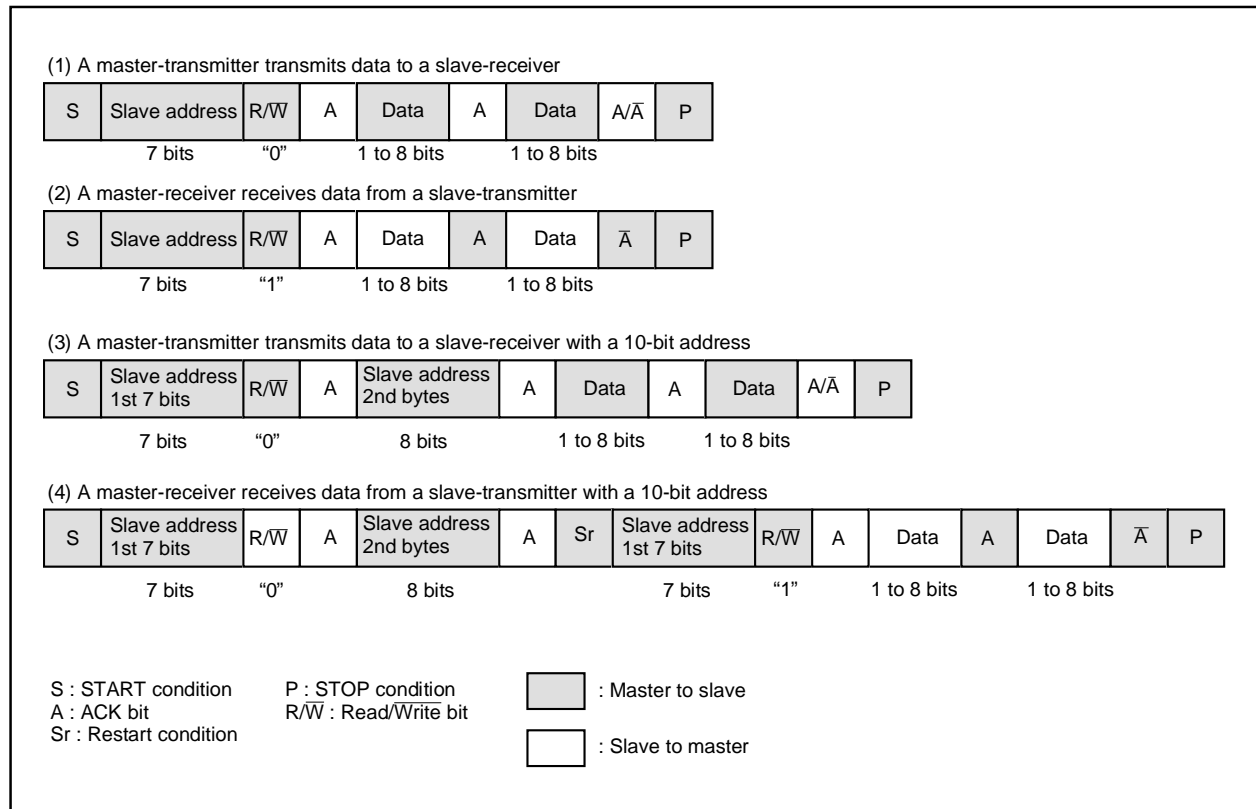 (1) A master-transmitter transmits data to a slave-receiver
S Slave address R/W̅ A Data A Data A/A̅ P
7 bits “0” 1 to 8 bits 1 to 8 bits
(2) A master-receiver receives data from a slave-transmitter
S Slave address R/W̅ A Data A Data A̅ P
7 bits “1” 1 to 8 bits 1 to 8 bits
(3) A master-transmitter transmits data to a slave-receiver with a 10-bit address
S Slave address 1st 7 bits R/W̅ A Slave address 2nd bytes A Data A Data A/A̅ P
7 bits “0” 8 bits 1 to 8 bits 1 to 8 bits
(4) A master-receiver receives data from a slave-transmitter with a 10-bit address
S Slave address 1st 7 bits R/W̅ A Slave address 2nd bytes A Sr Slave address 1st 7 bits R/W̅ A Data A Data A̅ P
7 bits “0” 8 bits 7 bits “1” 1 to 8 bits 1 to 8 bits
S : START condition P : STOP condition : Master to slave
A : ACK bit R/W̅ : Read/W̅r̅i̅t̅e̅ bit
Sr : Restart condition
: Slave to master